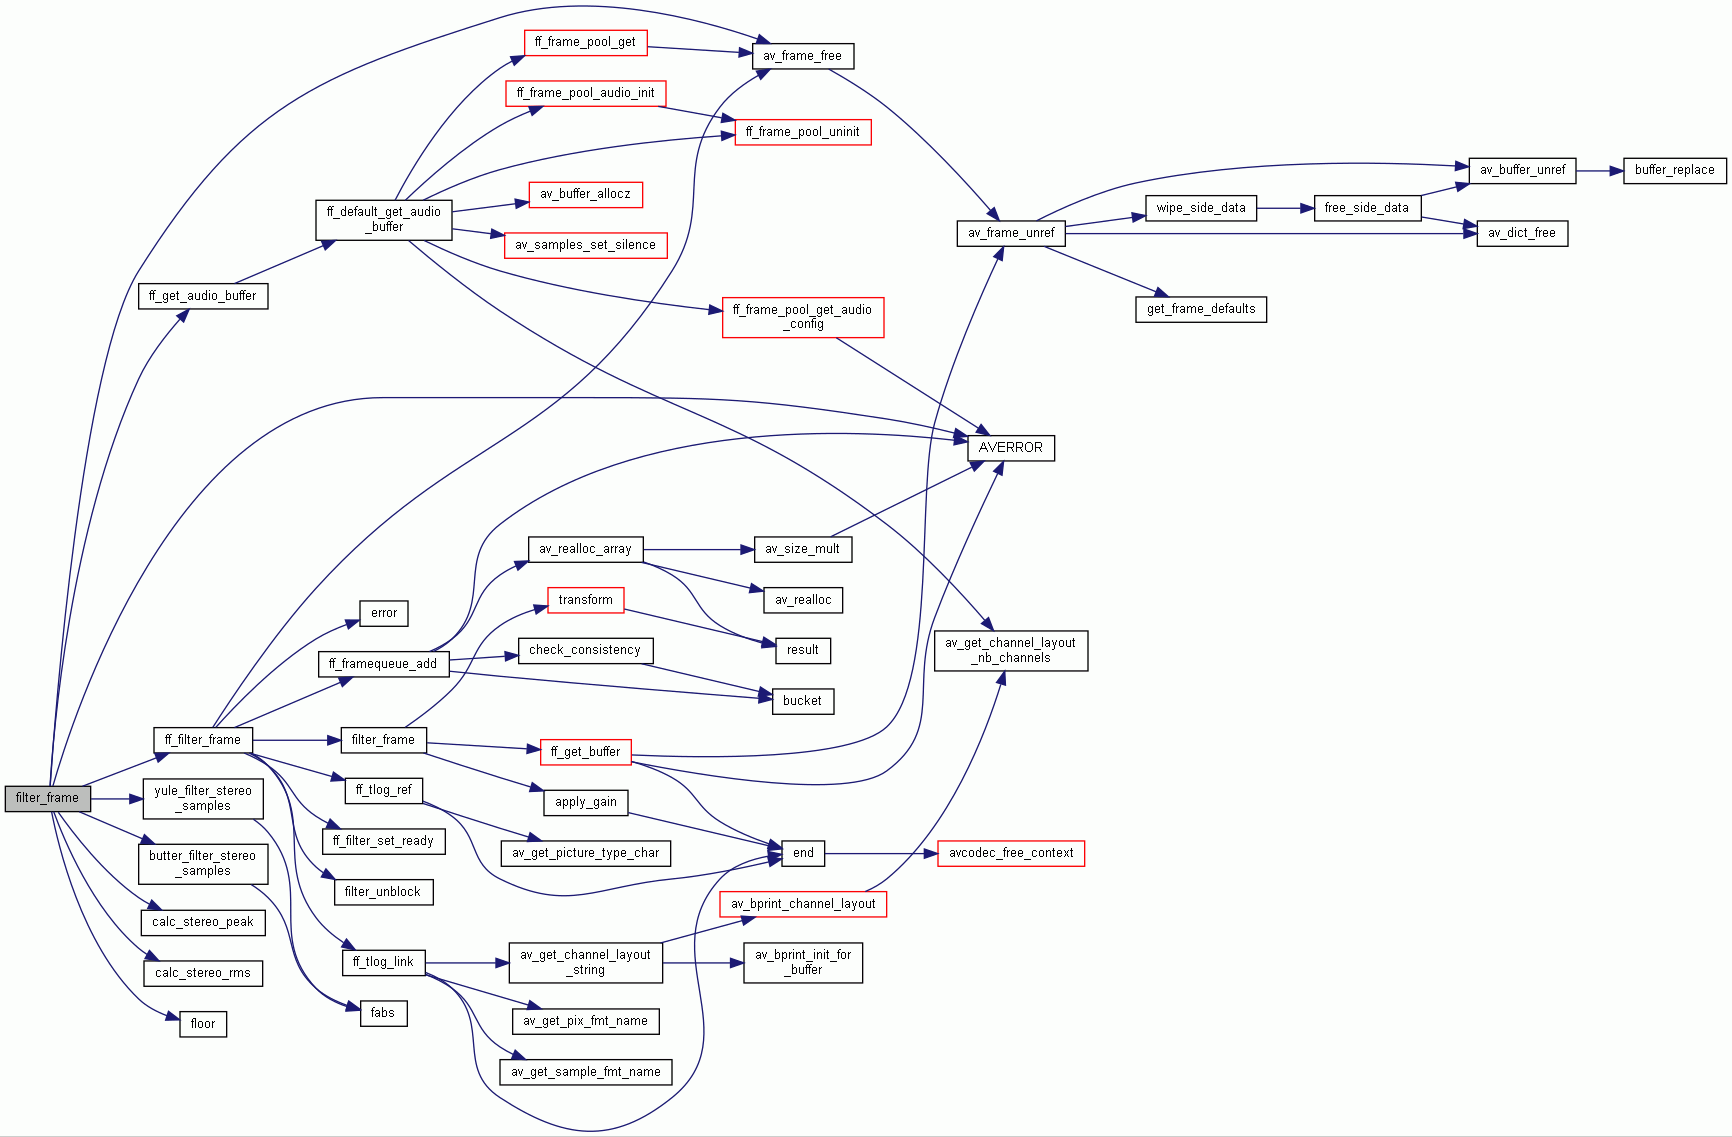 ff_frame_pool_get
av_frame_free
ff_frame_pool_audio_init
ff_frame_pool_uninit
av_buffer_unref
buffer_replace
av_buffer_allocz
wipe_side_data
free_side_data
ff_default_get_audio
_buffer
av_samples_set_silence
av_frame_unref
av_dict_free
ff_get_audio_buffer
ff_frame_pool_get_audio
_config
get_frame_defaults
AVERROR
av_realloc_array
av_size_mult
transform
av_realloc
error
check_consistency
result
ff_framequeue_add
av_get_channel_layout
_nb_channels
bucket
ff_filter_frame
filter_frame
ff_get_buffer
filter_frame
yule_filter_stereo
_samples
ff_tlog_ref
apply_gain
ff_filter_set_ready
av_get_picture_type_char
end
avcodec_free_context
butter_filter_stereo
_samples
filter_unblock
av_bprint_channel_layout
calc_stereo_peak
ff_tlog_link
av_get_channel_layout
_string
av_bprint_init_for
_buffer
calc_stereo_rms
fabs
floor
av_get_pix_fmt_name
av_get_sample_fmt_name